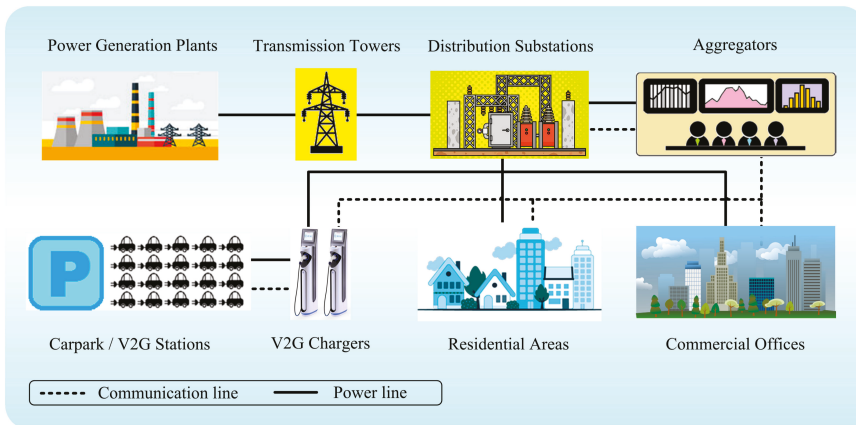 Power Generation Plants
Transmission Towers
Distribution Substations
Aggregators
P
Carpark / V2G Stations
V2G Chargers
Residential Areas
Commercial Offices
Communication line
Power line